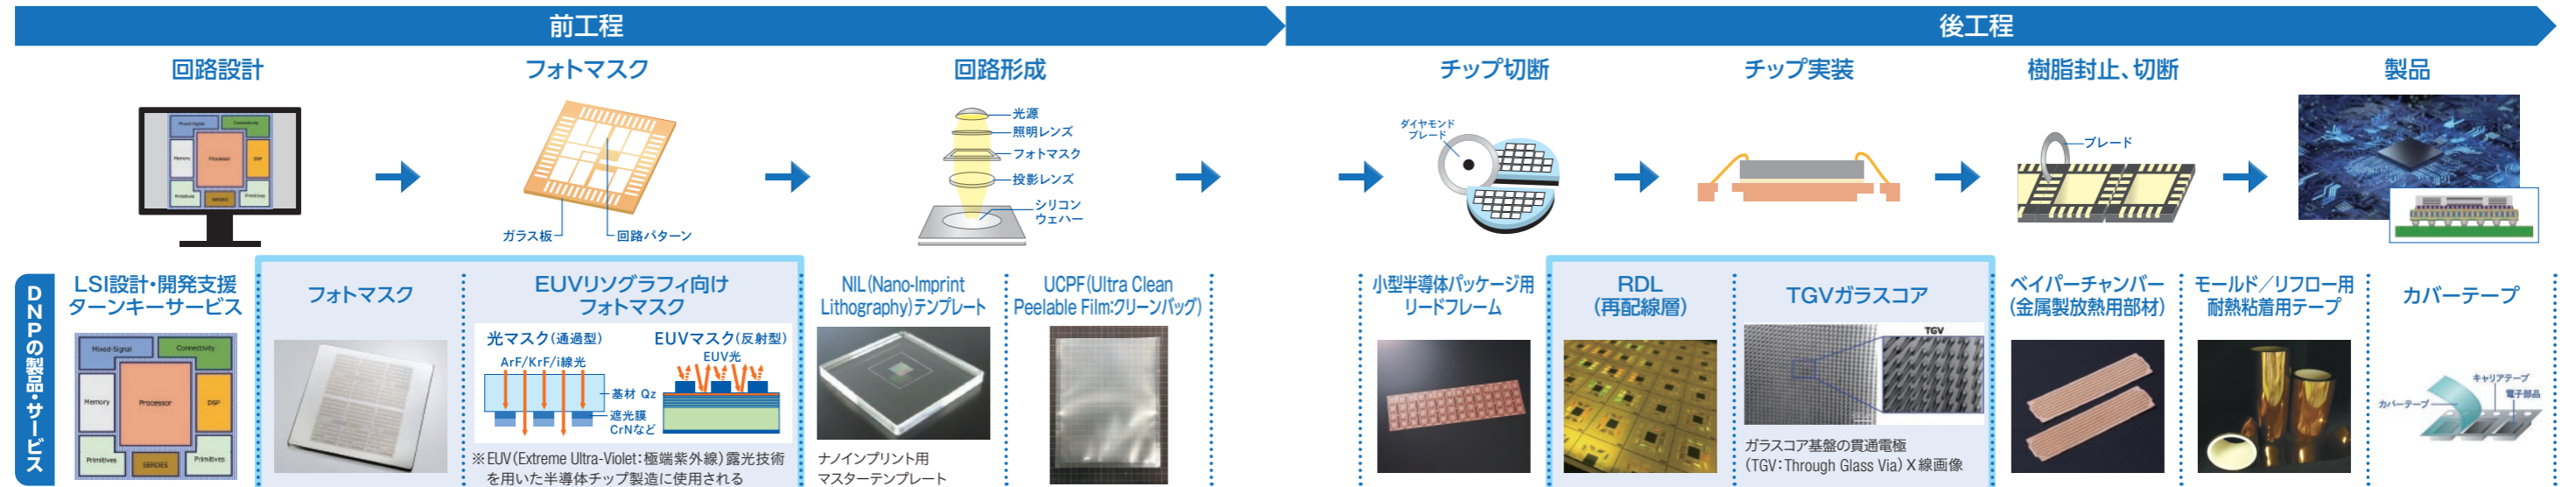 前工程
後工程
回路設計
フォトマスク
回路形成
チップ切断
チップ実装
樹脂封止、切断
製品
Mixed-Signal
Connectivity
Memory
Processor
DSP
Primitives
SERDES
Primitives
ガラス板
回路パターン
光源
照明レンズ
フォトマスク
投影レンズ
シリコン
ウェハー
ダイヤモンド
ブレード
ブレード
DNPの製品・サービス
LSI設計・開発支援
ターンキーサービス
Mixed-Signal
Connectivity
Memory
Processor
DSP
Primitives
SERDES
Primitives
フォトマスク
EUVリソグラフィ向け
フォトマスク
光マスク(通過型)
ArF/KrF/i線光
EUVマスク(反射型)
EUV光
基材 Qz
遮光膜
CrNなど
※EUV(Extreme Ultra-Violet:極端紫外線)露光技術
を用いた半導体チップ製造に使用される
NIL(Nano-Imprint
Lithography)テンプレート
ナノインプリント用
マスターテンプレート
UCPF(Ultra Clean
Peelable Film:クリーンバッグ)
小型半導体パッケージ用
リードフレーム
RDL
(再配線層)
TGVガラスコア
TGV
ガラスコア基盤の貫通電極
(TGV:Through Glass Via)X線画像
ベイパーチャンバー
(金属製放熱用部材)
モールド／リフロー用
耐熱粘着用テープ
カバーテープ
キャリアテープ
電子部品
カバーテープ